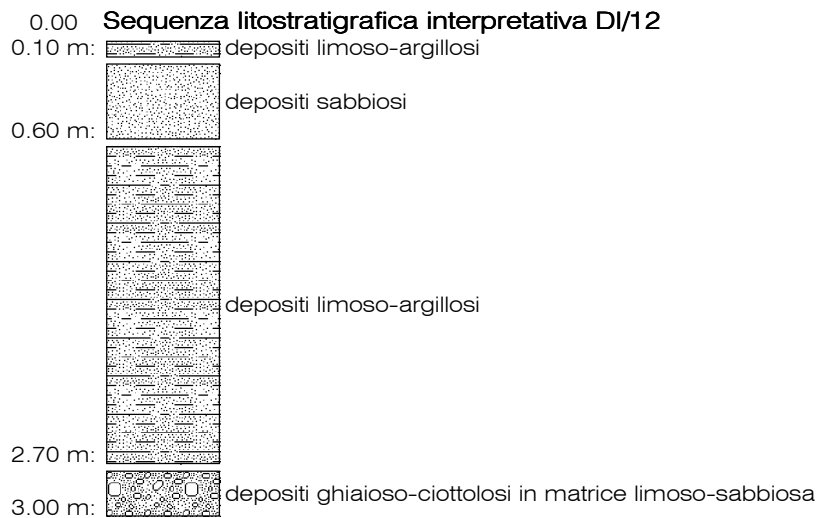 0.00 Sequenza litostratigrafica interpretativa DI/12
0.10 m: depositi limoso-argillosi
depositi sabbiosi
0.60 m:
depositi limoso-argillosi
2.70 m:
depositi ghiaioso-ciottolosi in matrice limoso-sabbiosa
3.00 m: